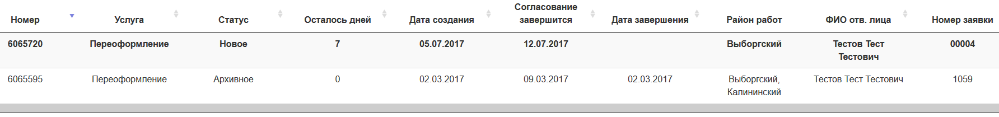 Номер Услуга Статус Осталось дней Дата создания Согласование завершится Дата завершения Район работ ФИО отв. лица Номер заявки
6065720 Переоформление Новое 7 05.07.2017 12.07.2017 Выборгский Тестов Тест 00004
Тестович
6065595 Переоформление Архивное 0 02.03.2017 09.03.2017 02.03.2017 Выборгский, Тестов Тест Тестович 1059
Калининский